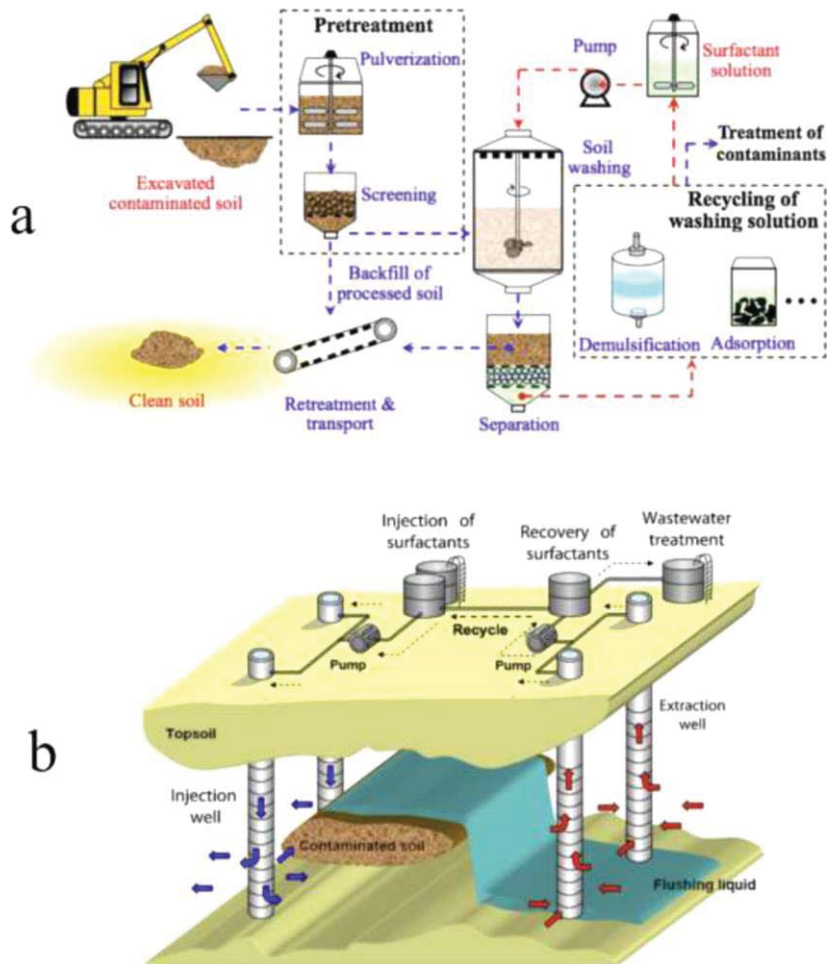 a
Pretreatment
Pulverization
Excavated
contaminated soil
Screening
Backfill of
processed soil
Clean soil
Retreatment &
transport
Pump
Surfactant
solution
Soil
washing
Treatment of
contaminants
Recycling of
washing solution
Demulsification
Adsorption
Separation
b
Injection of
surfactants
Recovery of
surfactants
Wastewater
treatment
Recycle
Pump
Pump
Topsoil
Extraction
well
Injection
well
Contaminated soil
Flushing liquid